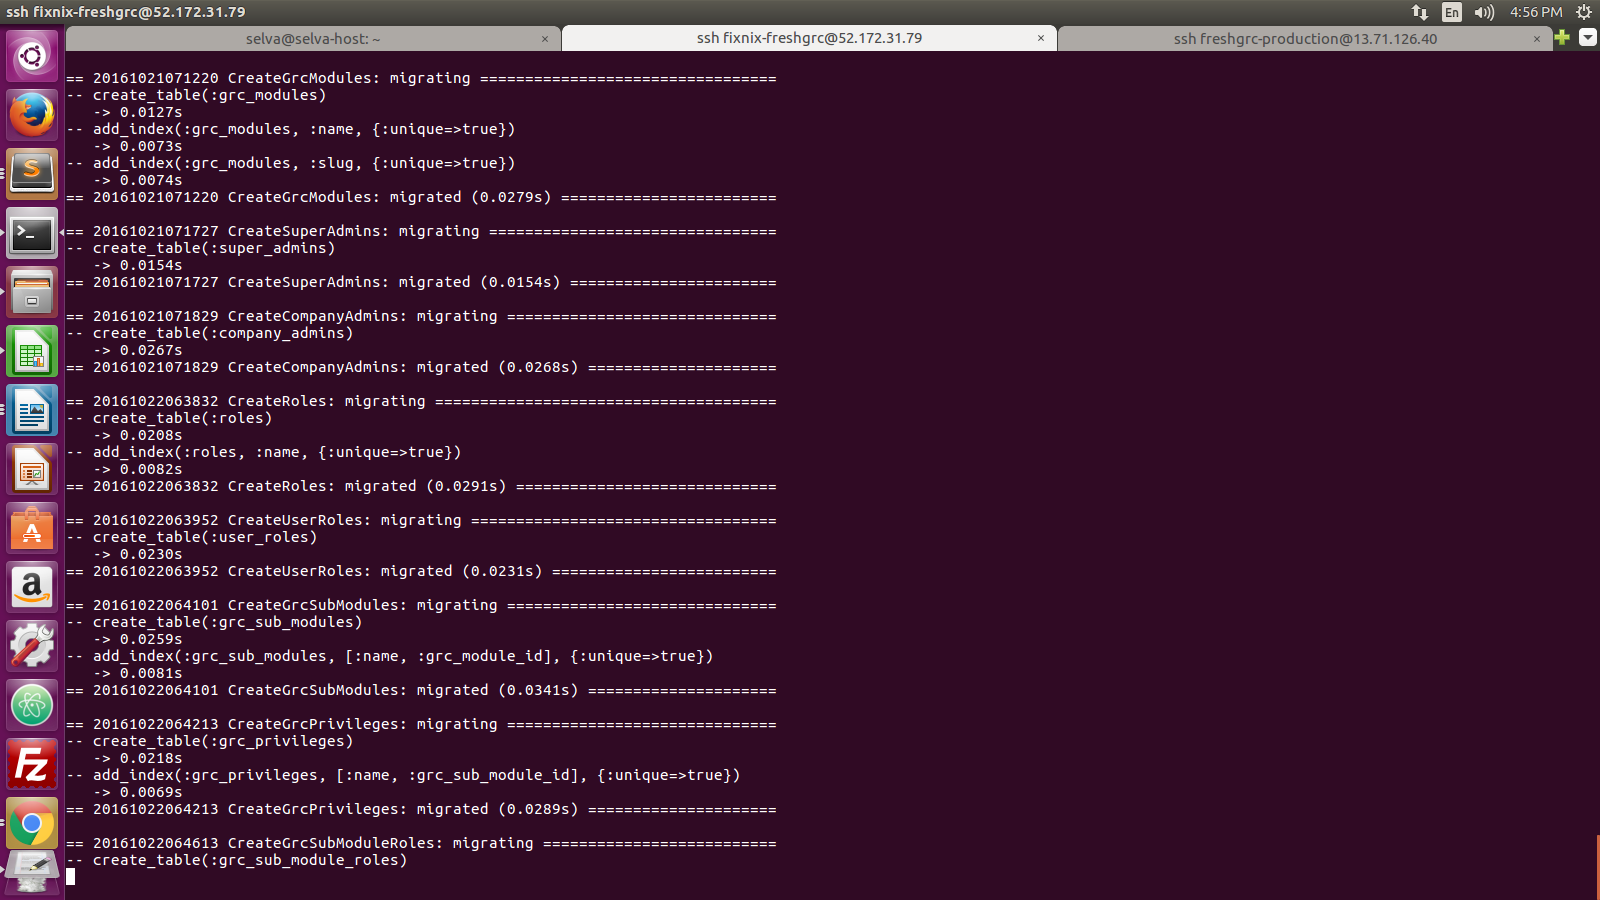 ssh fixnix-freshgrc@52.172.31.79
En
4:56 PM
selva@selva-host: ~ ×
ssh fixnix-freshgrc@52.172.31.79 ×
ssh freshgrc-production@13.71.126.40 ×
== 20161021071220 CreateGrcModules: migrating =================================
-- create_table(:grc_modules)
   -> 0.0127s
-- add_index(:grc_modules, :name, {:unique=>true})
   -> 0.0073s
-- add_index(:grc_modules, :slug, {:unique=>true})
   -> 0.0074s
== 20161021071220 CreateGrcModules: migrated (0.0279s) ========================
== 20161021071727 CreateSuperAdmins: migrating ================================
-- create_table(:super_admins)
   -> 0.0154s
== 20161021071727 CreateSuperAdmins: migrated (0.0154s) =======================
== 20161021071829 CreateCompanyAdmins: migrating ==============================
-- create_table(:company_admins)
   -> 0.0267s
== 20161021071829 CreateCompanyAdmins: migrated (0.0268s) =====================
== 20161022063832 CreateRoles: migrating ======================================
-- create_table(:roles)
   -> 0.0208s
-- add_index(:roles, :name, {:unique=>true})
   -> 0.0082s
== 20161022063832 CreateRoles: migrated (0.0291s) =============================
== 20161022063952 CreateUserRoles: migrating ==================================
-- create_table(:user_roles)
   -> 0.0230s
== 20161022063952 CreateUserRoles: migrated (0.0231s) =========================
== 20161022064101 CreateGrcSubModules: migrating ==============================
-- create_table(:grc_sub_modules)
   -> 0.0259s
-- add_index(:grc_sub_modules, [:name, :grc_module_id], {:unique=>true})
   -> 0.0081s
== 20161022064101 CreateGrcSubModules: migrated (0.0341s) =====================
== 20161022064213 CreateGrcPrivileges: migrating ==============================
-- create_table(:grc_privileges)
   -> 0.0218s
-- add_index(:grc_privileges, [:name, :grc_sub_module_id], {:unique=>true})
   -> 0.0069s
== 20161022064213 CreateGrcPrivileges: migrated (0.0289s) =====================
== 20161022064613 CreateGrcSubModuleRoles: migrating ==========================
-- create_table(:grc_sub_module_roles)